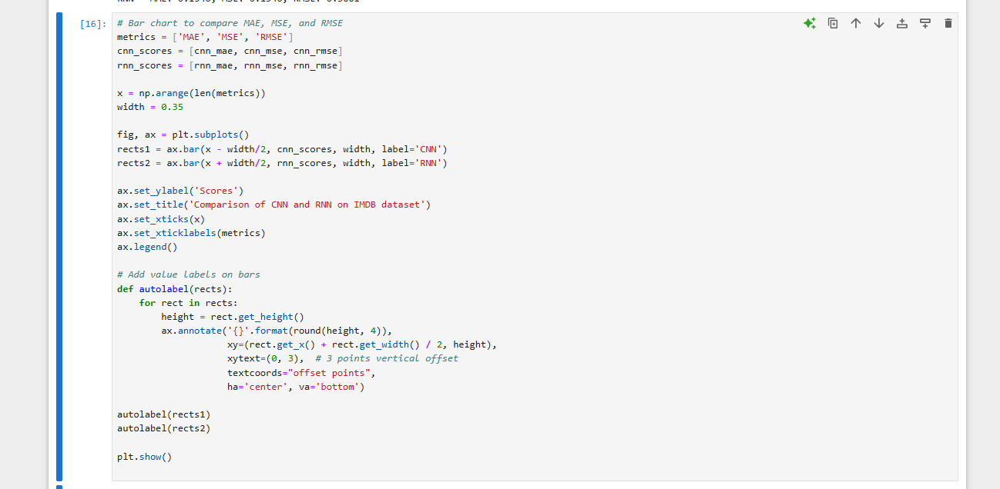 [16]:
# Bar chart to compare MAE, MSE, and RMSE
metrics = ['MAE', 'MSE', 'RMSE']
cnn_scores = [cnn_mae, cnn_mse, cnn_rmse]
rnn_scores = [rnn_mae, rnn_mse, rnn_rmse]

x = np.arange(len(metrics))
width = 0.35

fig, ax = plt.subplots()
rects1 = ax.bar(x - width/2, cnn_scores, width, label='CNN')
rects2 = ax.bar(x + width/2, rnn_scores, width, label='RNN')

ax.set_ylabel('Scores')
ax.set_title('Comparison of CNN and RNN on IMDB dataset')
ax.set_xticks(x)
ax.set_xticklabels(metrics)
ax.legend()

# Add value labels on bars
def autolabel(rects):
    for rect in rects:
        height = rect.get_height()
        ax.annotate('{}'.format(round(height, 4)),
                    xy=(rect.get_x() + rect.get_width() / 2, height),
                    xytext=(0, 3),  # 3 points vertical offset
                    textcoords="offset points",
                    ha='center', va='bottom')

autolabel(rects1)
autolabel(rects2)

plt.show()